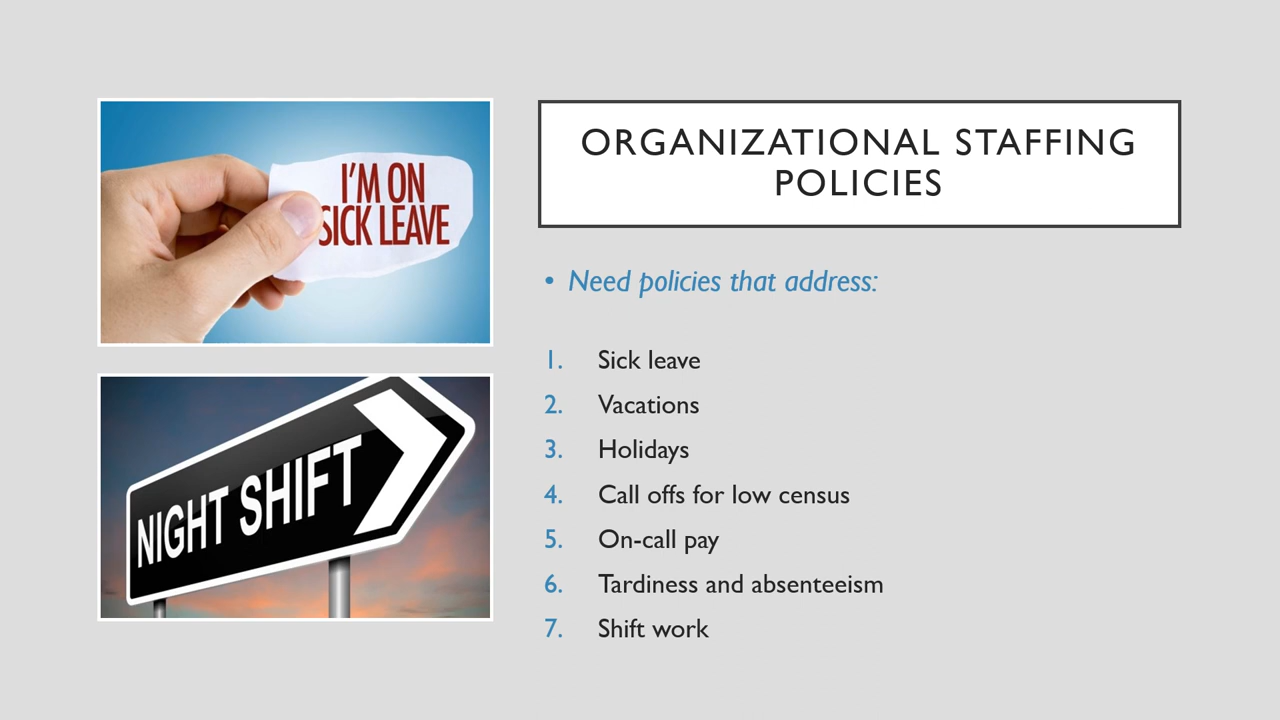 I'M ON
SICK LEAVE
NIGHT SHIFT
ORGANIZATIONAL STAFFING
POLICIES
• Need policies that address:
1. Sick leave
2. Vacations
3. Holidays
4. Call offs for low census
5. On-call pay
6. Tardiness and absenteeism
7. Shift work